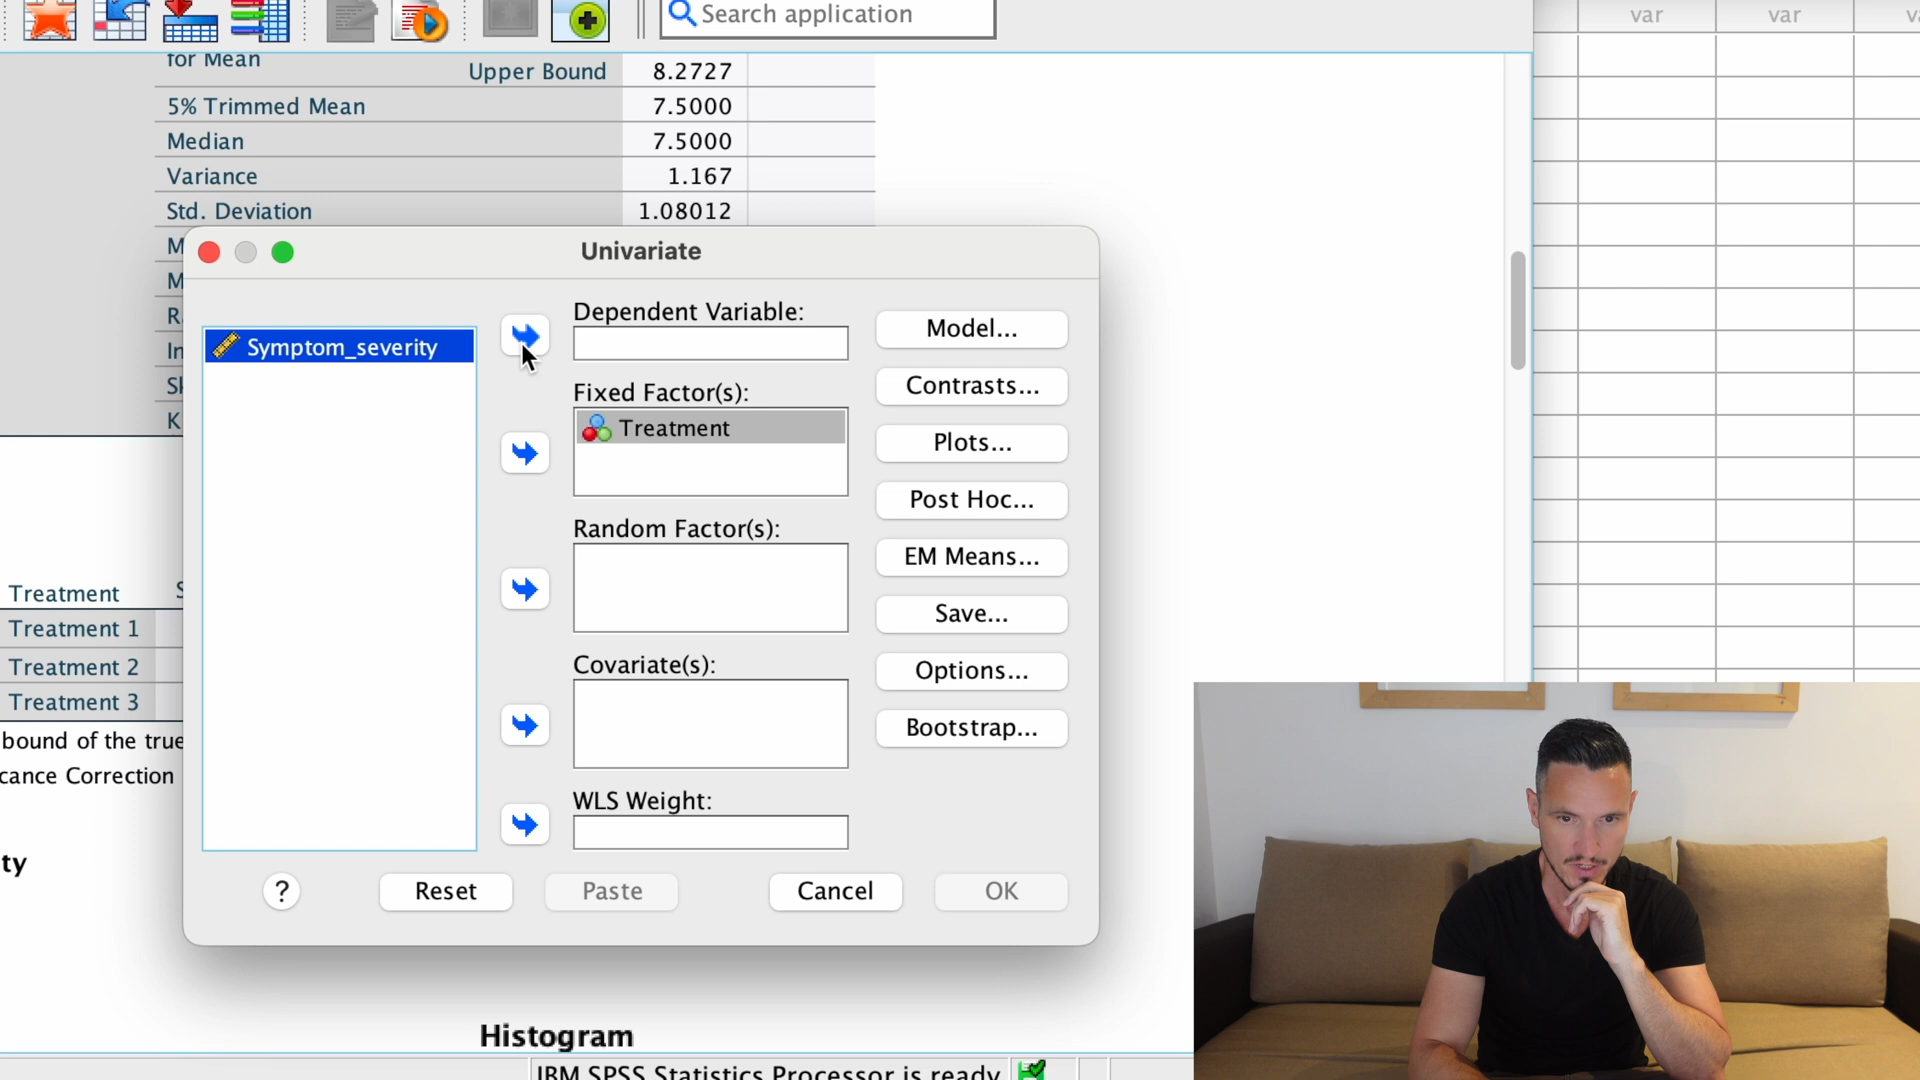 Search application
var
var
for Mean
Upper Bound 8.2727
5% Trimmed Mean 7.5000
Median 7.5000
Variance 1.167
Std. Deviation 1.08012
Univariate
Symptom_severity
Dependent Variable:
Fixed Factor(s):
Treatment
Random Factor(s):
Covariate(s):
WLS Weight:
Model...
Contrasts...
Plots...
Post Hoc...
EM Means...
Save...
Options...
Bootstrap...
?
Reset
Paste
Cancel
OK
Treatment
Treatment 1
Treatment 2
Treatment 3
bound of the true
cance Correction
ty
Histogram
IBM SPSS Statistics Processor is ready